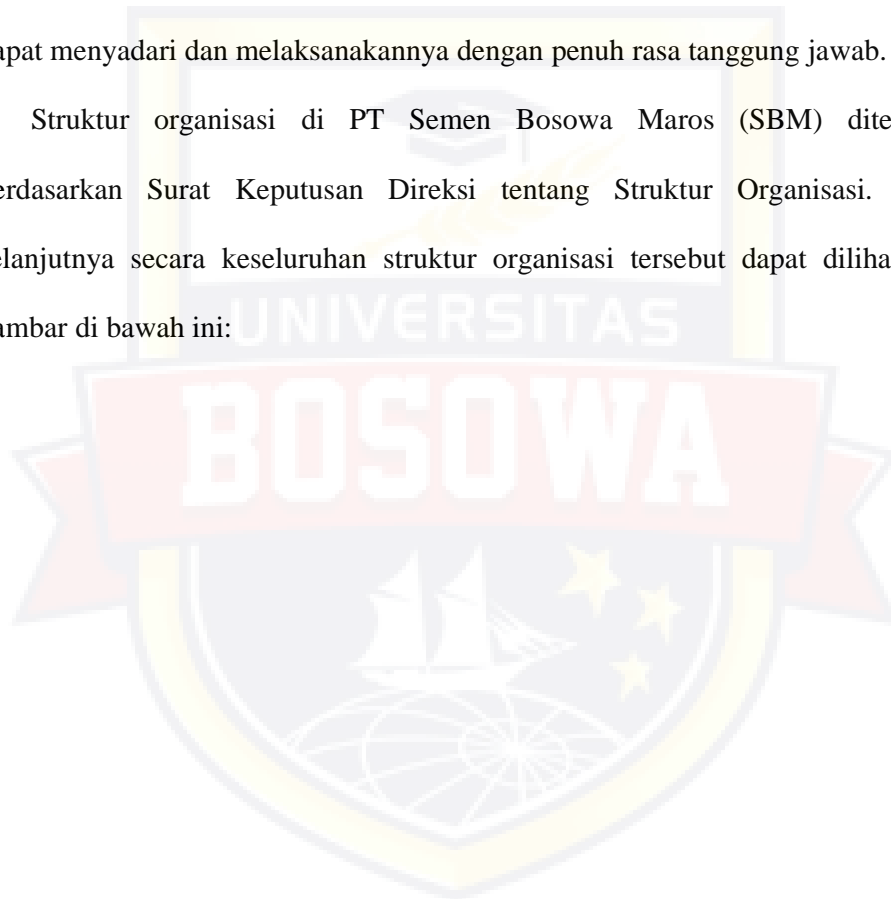 apat menyadari dan melaksanakannya dengan penuh rasa tanggung jawab.
Struktur organisasi di PT Semen Bosowa Maros (SBM) dite
erdasarkan Surat Keputusan Direksi tentang Struktur Organisasi.
elanjutnya secara keseluruhan struktur organisasi tersebut dapat diliha
ambar di bawah ini:
UNIVERSITAS
BOSOWA